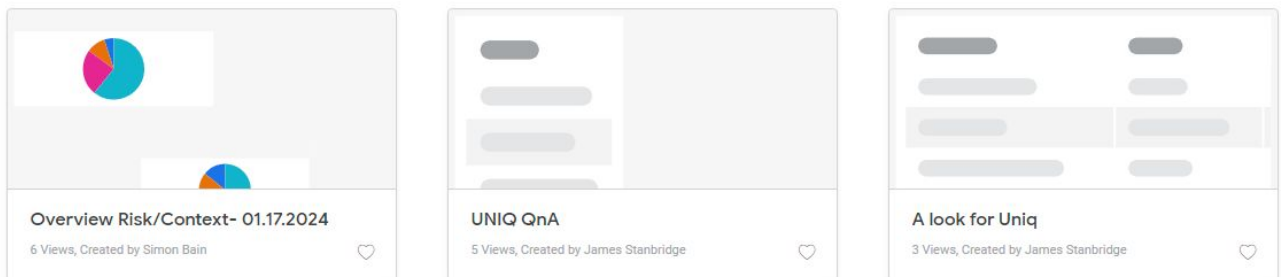 Overview Risk/Context- 01.17.2024
6 Views, Created by Simon Bain
UNIQ QnA
5 Views, Created by James Stanbridge
A look for Uniq
3 Views, Created by James Stanbridge